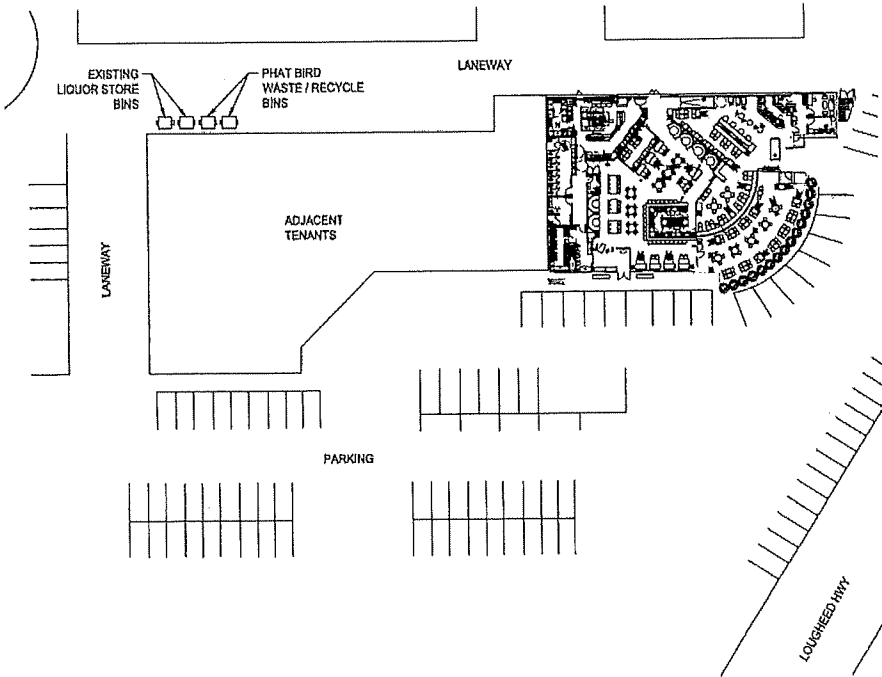 EXISTING
LIQUOR STORE
BINS
PHAT BIRD
WASTE / RECYCLE
BINS
LANEWAY
ADJACENT
TENANTS
LANEWAY
PARKING
LOUGHEED HWY